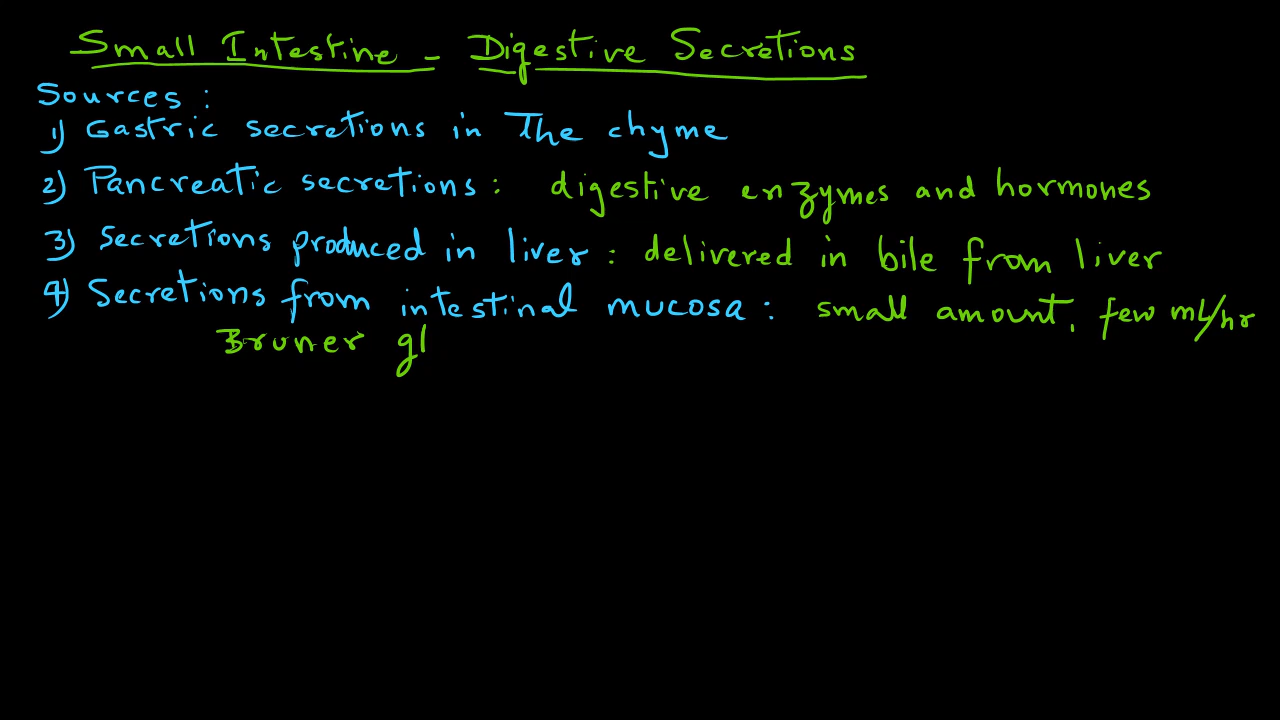 Small Intestine - Digestive Secretions
Sources :
1) Gastric secretions in The chyme
2) Pancreatic secretions : digestive enzymes and hormones
3) Secretions produced in liver : delivered in bile from liver
4) Secretions from intestinal mucosa : small amount, few mL/hr
Bruner gl